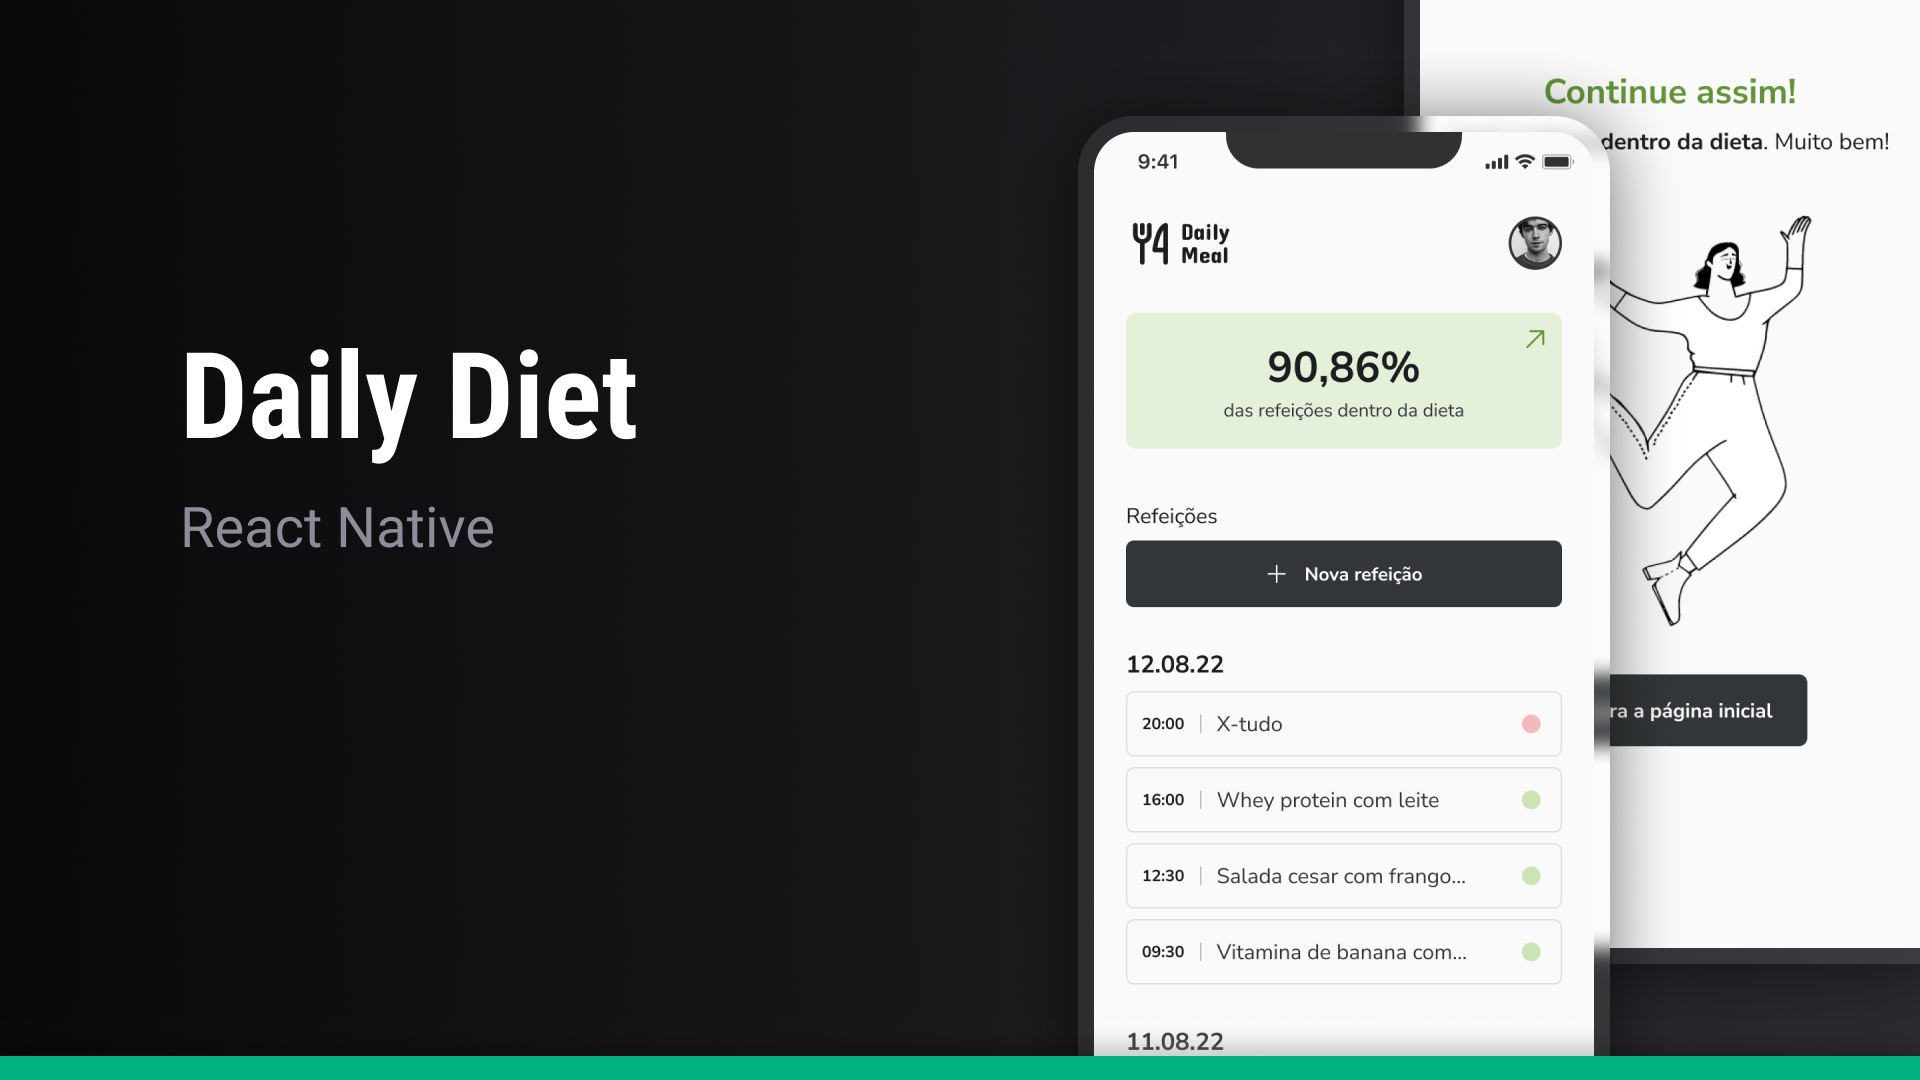 Daily Diet
React Native
9:41
Daily
Meal
90,86%
das refeições dentro da dieta
Refeições
Nova refeição
12.08.22
20:00 X-tudo
16:00 Whey protein com leite
12:30 Salada cesar com frango...
09:30 Vitamina de banana com...
11.08.22
Continue assim!
dentro da dieta. Muito bem!
a página inicial